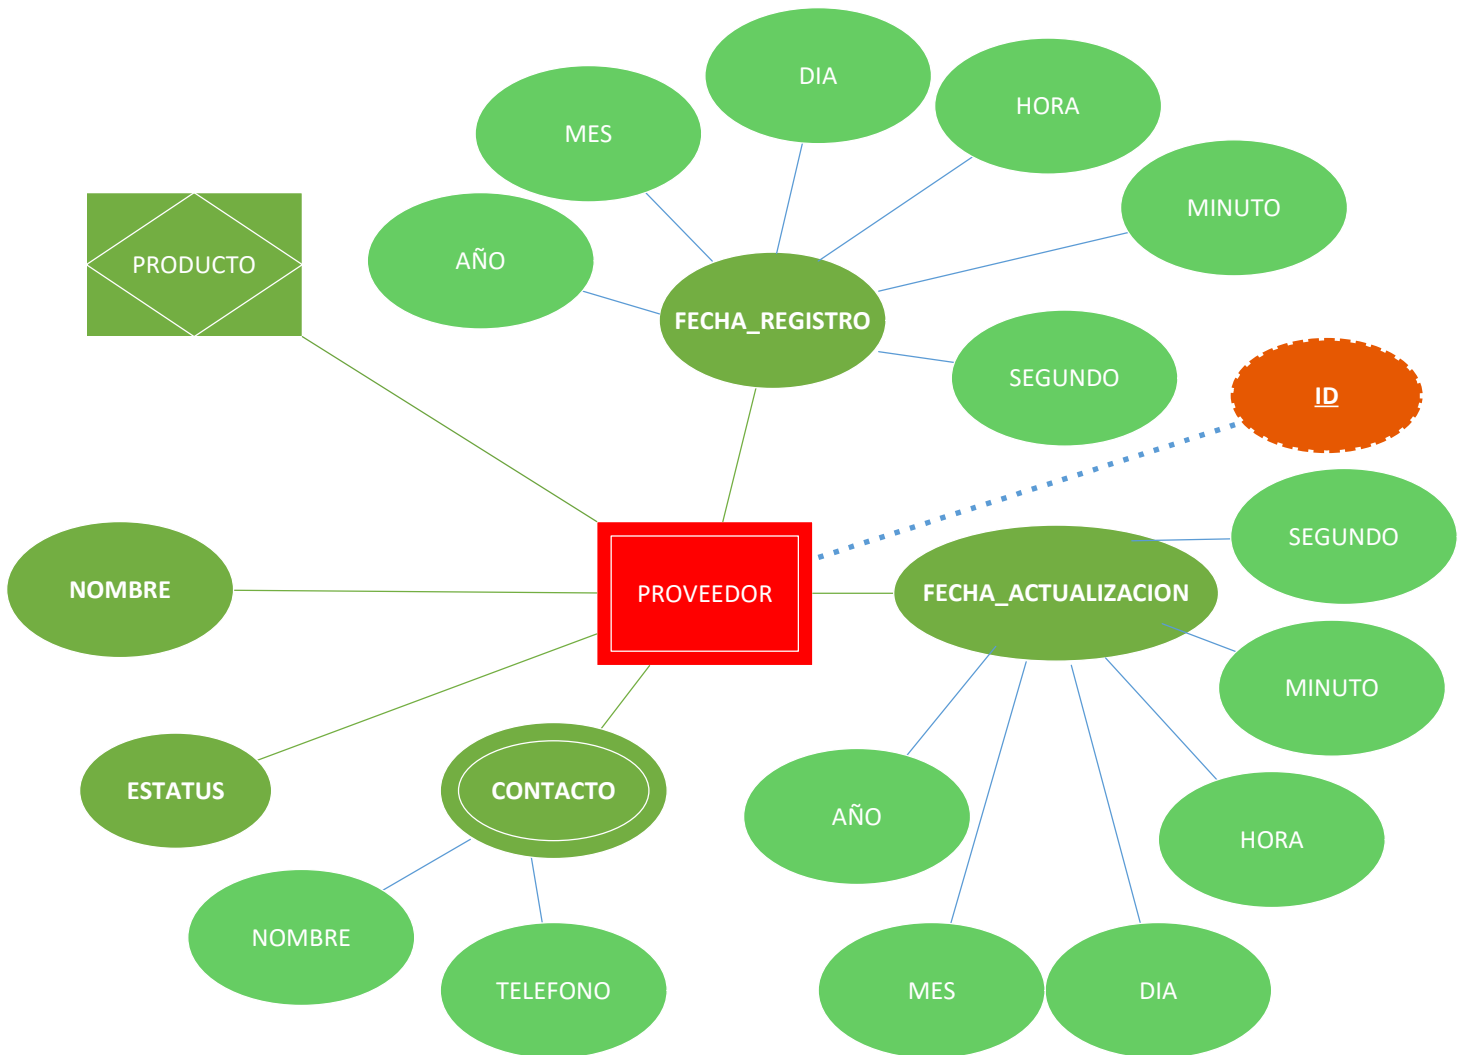 DIA
HORA
MES
MINUTO
AÑO
PRODUCTO
FECHA_REGISTRO
SEGUNDO
ID
SEGUNDO
NOMBRE
PROVEEDOR
FECHA_ACTUALIZACION
MINUTO
ESTATUS
CONTACTO
AÑO
HORA
NOMBRE
TELEFONO
MES
DIA